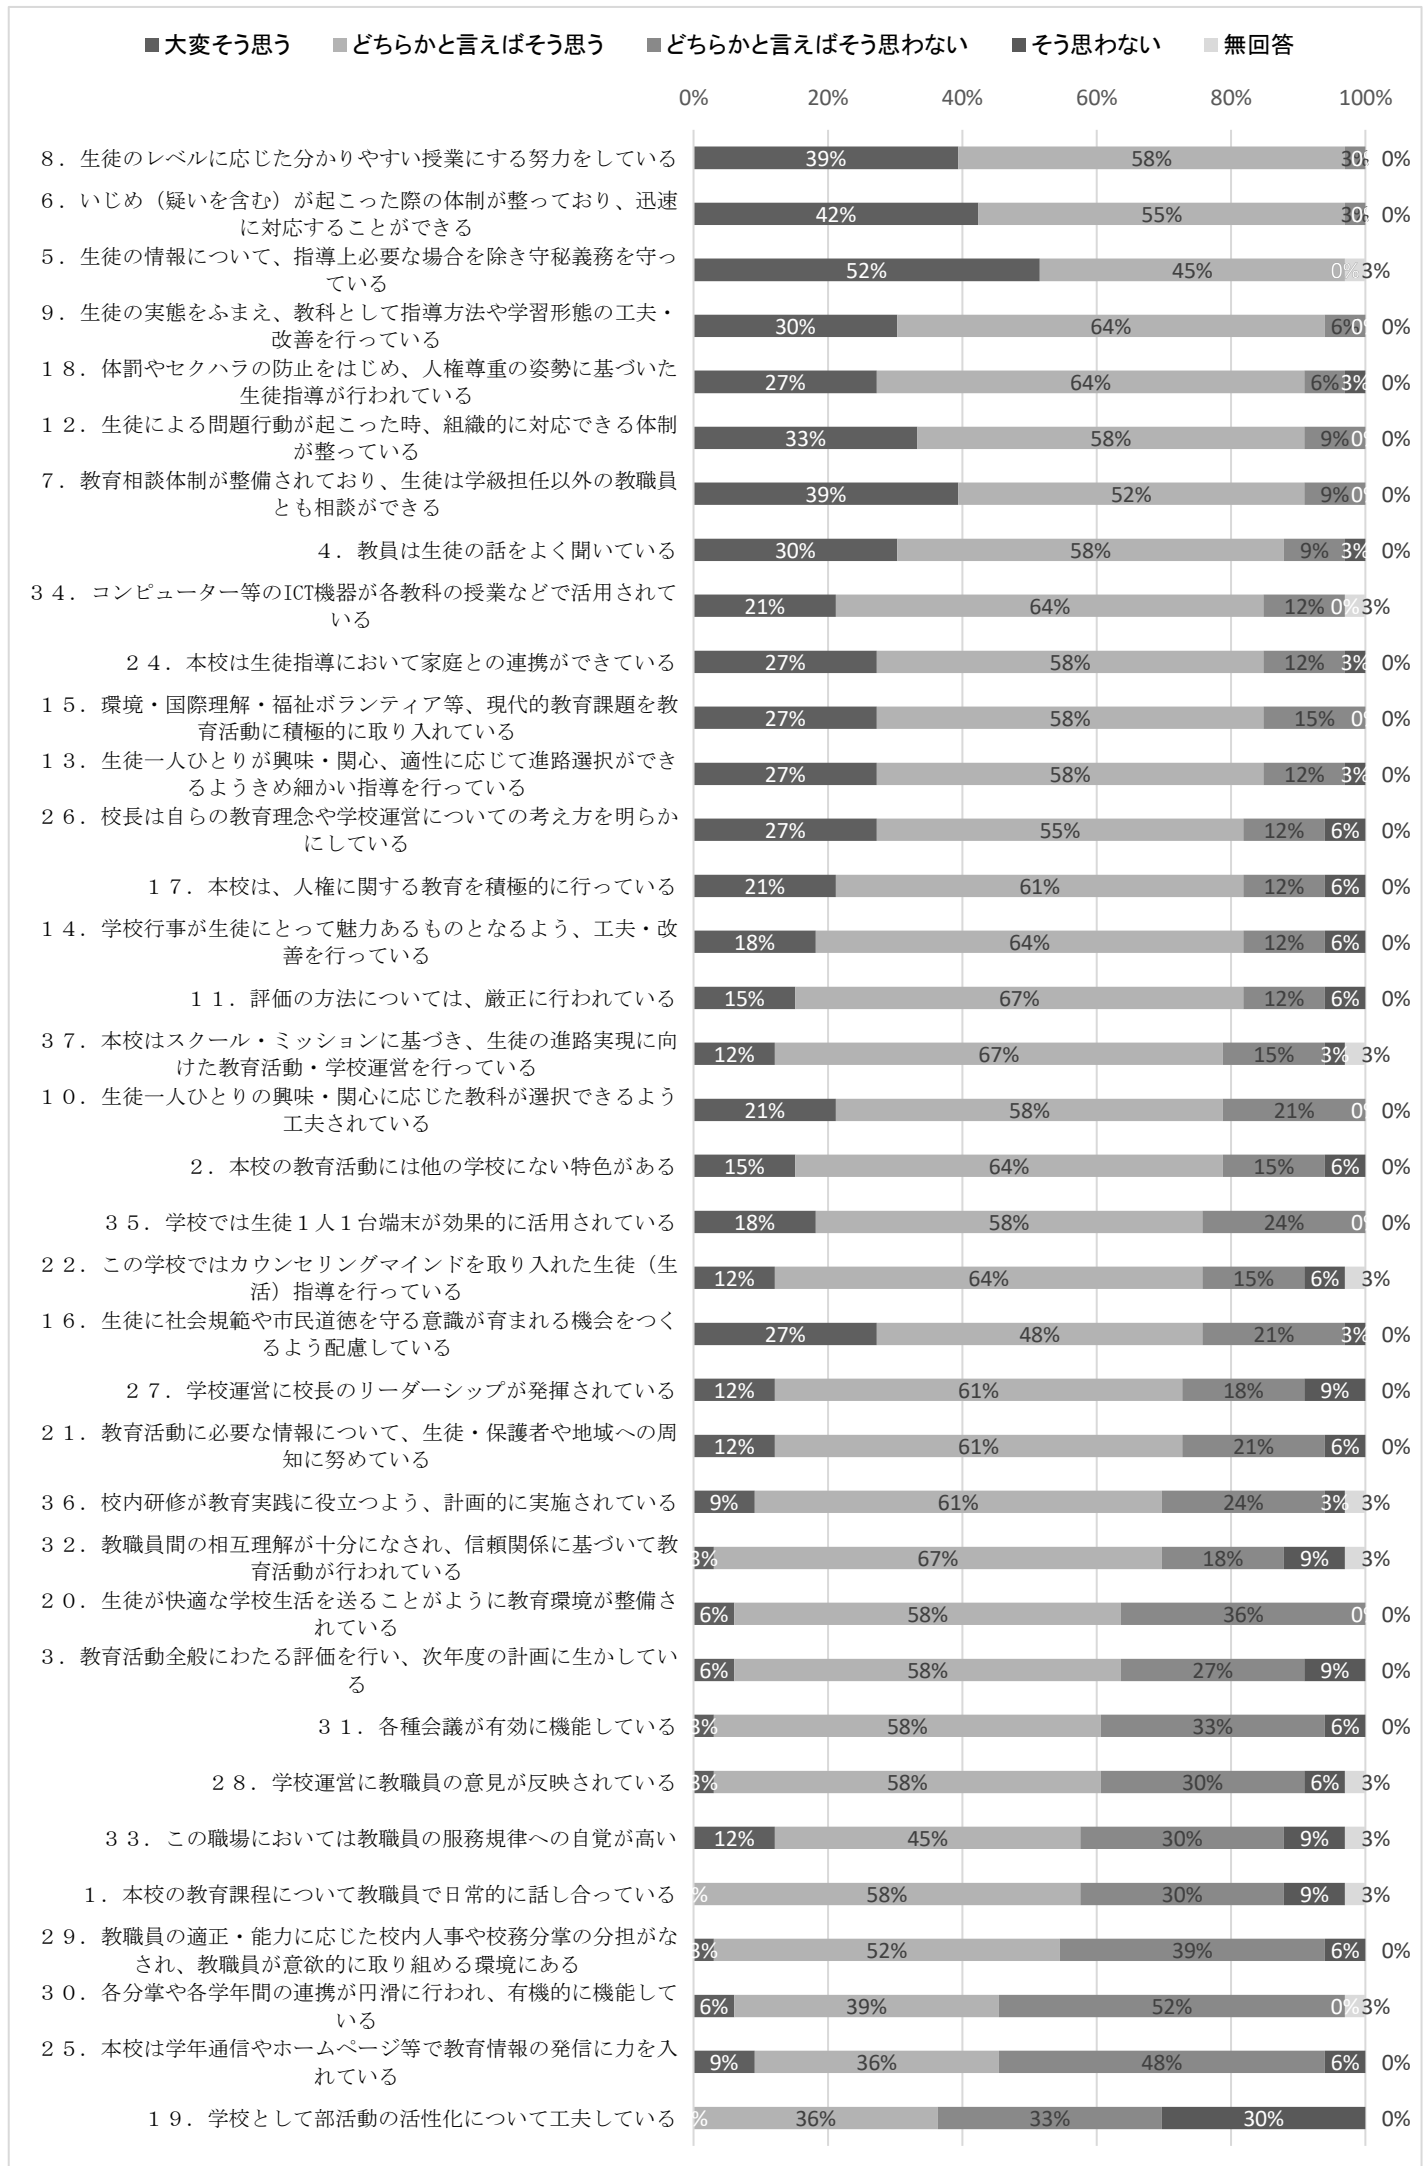 ■大変そう思う ■どちらかと言えばそう思う ■どちらかと言えばそう思わない ■そう思わない ■無回答
0% 20% 40% 60% 80% 100%
８．生徒のレベルに応じた分かりやすい授業にする努力をしている 39% 58% 3% 0% 0%
６．いじめ（疑いを含む）が起こった際の体制が整っており、迅速
に対応することができる 42% 55% 3% 0% 0%
５．生徒の情報について、指導上必要な場合を除き守秘義務を守っ
ている 52% 45% 0% 3%
９．生徒の実態をふまえ、教科として指導方法や学習形態の工夫・
改善を行っている 30% 64% 6% 0% 0%
１８．体罰やセクハラの防止をはじめ、人権尊重の姿勢に基づいた
生徒指導が行われている 27% 64% 6% 3% 0%
１２．生徒による問題行動が起こった時、組織的に対応できる体制
が整っている 33% 58% 9% 0% 0%
７．教育相談体制が整備されており、生徒は学級担任以外の教職員
とも相談ができる 39% 52% 9% 0% 0%
４．教員は生徒の話をよく聞いている 30% 58% 9% 3% 0%
３４．コンピューター等のICT機器が各教科の授業などで活用されて
いる 21% 64% 12% 0% 3%
２４．本校は生徒指導において家庭との連携ができている 27% 58% 12% 3% 0%
１５．環境・国際理解・福祉ボランティア等、現代的教育課題を教
育活動に積極的に取り入れている 27% 58% 15% 0% 0%
１３．生徒一人ひとりが興味・関心、適性に応じて進路選択ができ
るようきめ細かい指導を行っている 27% 58% 12% 3% 0%
２６．校長は自らの教育理念や学校運営についての考え方を明らか
にしている 27% 55% 12% 6% 0%
１７．本校は、人権に関する教育を積極的に行っている 21% 61% 12% 6% 0%
１４．学校行事が生徒にとって魅力あるものとなるよう、工夫・改
善を行っている 18% 64% 12% 6% 0%
１１．評価の方法については、厳正に行われている 15% 67% 12% 6% 0%
３７．本校はスクール・ミッションに基づき、生徒の進路実現に向
けた教育活動・学校運営を行っている 12% 67% 15% 3% 3%
１０．生徒一人ひとりの興味・関心に応じた教科が選択できるよう
工夫されている 21% 58% 21% 0% 0%
２．本校の教育活動には他の学校にない特色がある 15% 64% 15% 6% 0%
３５．学校では生徒１人１台端末が効果的に活用されている 18% 58% 24% 0% 0%
２２．この学校ではカウンセリングマインドを取り入れた生徒（生
活）指導を行っている 12% 64% 15% 6% 3%
１６．生徒に社会規範や市民道徳を守る意識が育まれる機会をつく
るよう配慮している 27% 48% 21% 3% 0%
２７．学校運営に校長のリーダーシップが発揮されている 12% 61% 18% 9% 0%
２１．教育活動に必要な情報について、生徒・保護者や地域への周
知に努めている 12% 61% 21% 6% 0%
３６．校内研修が教育実践に役立つよう、計画的に実施されている 9% 61% 24% 3% 3%
３２．教職員間の相互理解が十分になされ、信頼関係に基づいて教
育活動が行われている 3% 67% 18% 9% 3%
２０．生徒が快適な学校生活を送ることがように教育環境が整備さ
れている 6% 58% 36% 0% 0%
３．教育活動全般にわたる評価を行い、次年度の計画に生かしてい
る 6% 58% 27% 9% 0%
３１．各種会議が有効に機能している 3% 58% 33% 6% 0%
２８．学校運営に教職員の意見が反映されている 3% 58% 30% 6% 3%
３３．この職場においては教職員の服務規律への自覚が高い 12% 45% 30% 9% 3%
１．本校の教育課程について教職員で日常的に話し合っている % 58% 30% 9% 3%
２９．教職員の適正・能力に応じた校内人事や校務分掌の分担がな
され、教職員が意欲的に取り組める環境にある 3% 52% 39% 6% 0%
３０．各分掌や各学年間の連携が円滑に行われ、有機的に機能して
いる 6% 39% 52% 0% 3%
２５．本校は学年通信やホームページ等で教育情報の発信に力を入
れている 9% 36% 48% 6% 0%
１９．学校として部活動の活性化について工夫している % 36% 33% 30% 0%